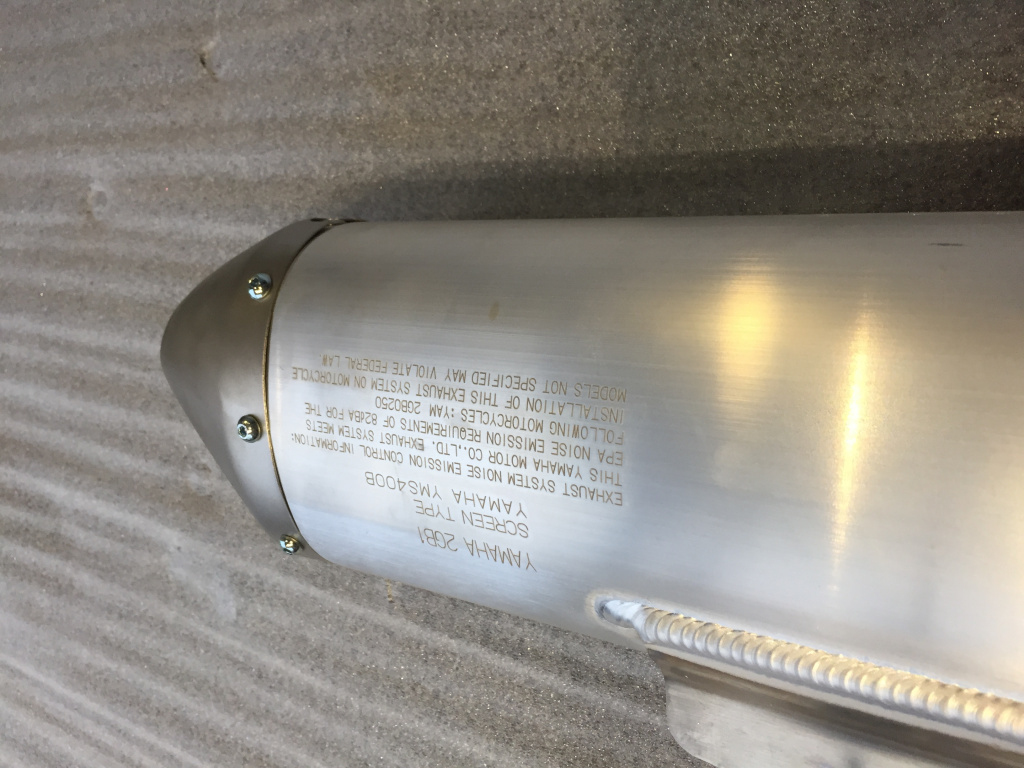 YAMAHA 2GB1
SCREEN TYPE
YAMAHA YMS400B
EXHAUST SYSTEM NOISE EMISSION CONTROL INFORMATION:
THIS YAMAHA MOTOR CO.,LTD. EXHAUST SYSTEM MEETS
EPA NOISE EMISSION REQUIREMENTS OF 82dBA FOR THE
FOLLOWING MOTORCYCLES :YAM 20B0250
INSTALLATION OF THIS EXHAUST SYSTEM ON MOTORCYCLE
MODELS NOT SPECIFIED MAY VIOLATE FEDERAL LAW